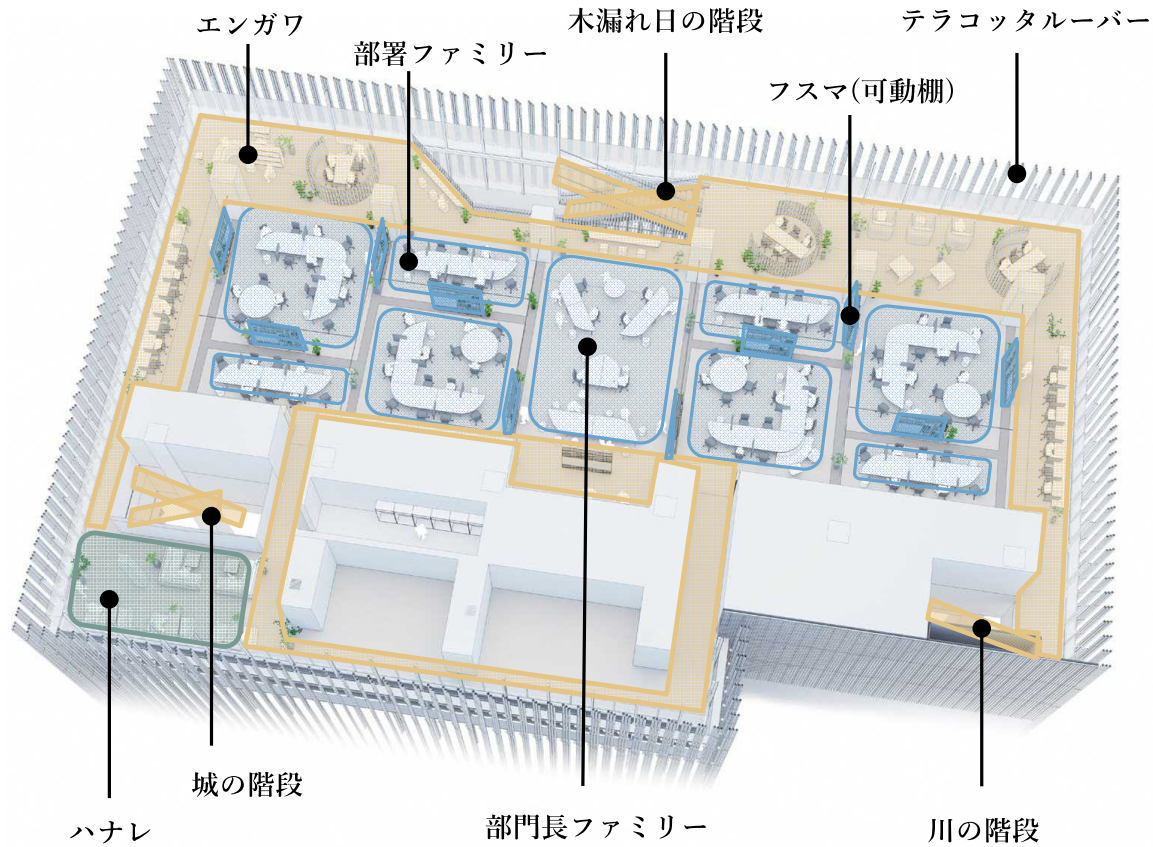 エンガワ
部署ファミリー
木漏れ日の階段
テラコッタルーバー
フスマ(可動棚)
城の階段
ハナレ
部門長ファミリー
川の階段